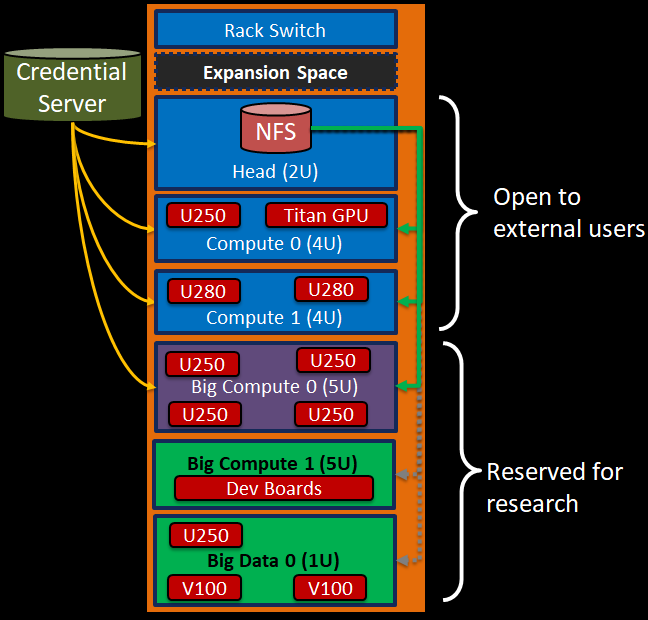 Rack Switch
Expansion Space
Credential
Server
NFS
Head (2U)
U250
Titan GPU
Compute 0 (4U)
U280
U280
Compute 1 (4U)
Open to
external users
U250
U250
Big Compute 0 (5U)
U250
U250
Big Compute 1 (5U)
Dev Boards
Reserved for
research
U250
Big Data 0 (1U)
V100
V100